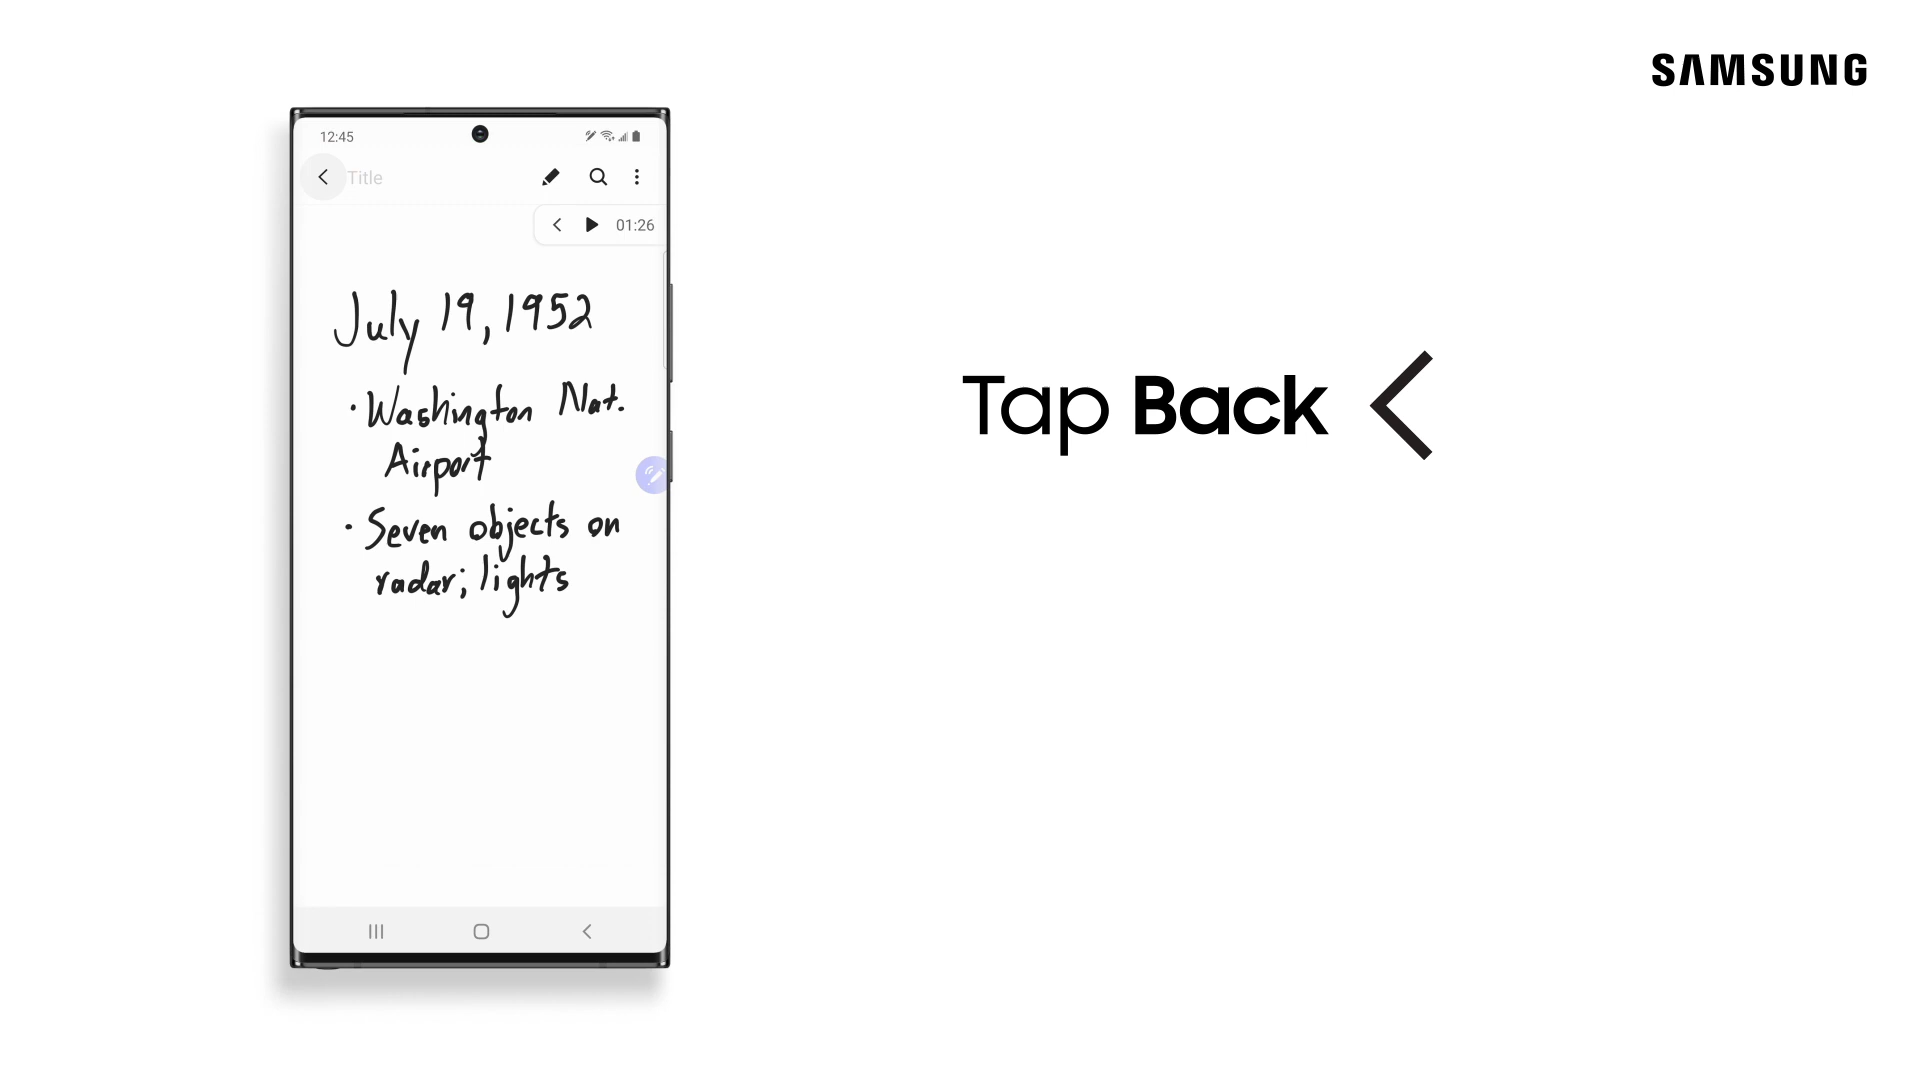 SAMSUNG
12:45
Title
01:26
July 19, 1952
· Washington Nat.
Airport
· Seven objects on
radar; lights
Tap Back